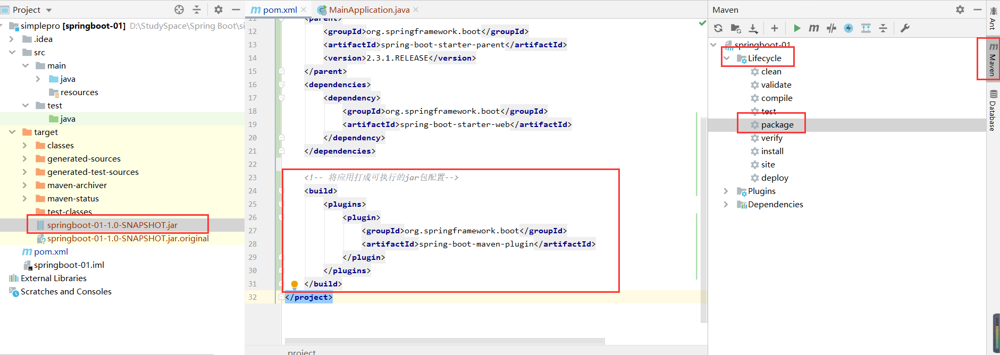 Project
simplepro [springboot-01] D:\StudySpace\Spring Boot\si
.idea
src
main
java
resources
test
java
target
classes
generated-sources
generated-test-sources
maven-archiver
maven-status
test-classes
springboot-01-1.0-SNAPSHOT.jar
springboot-01-1.0-SNAPSHOT.jar.original
pom.xml
springboot-01.iml
External Libraries
Scratches and Consoles
pom.xml
MainApplication.java
11 <parent>
12 <groupId>org.springframework.boot</groupId>
13 <artifactId>spring-boot-starter-parent</artifactId>
14 <version>2.3.1.RELEASE</version>
15 </parent>
16 <dependencies>
17 <dependency>
18 <groupId>org.springframework.boot</groupId>
19 <artifactId>spring-boot-starter-web</artifactId>
20 </dependency>
21 </dependencies>
22
23 <!-- 将应用打成可执行的jar包配置-->
24 <build>
25 <plugins>
26 <plugin>
27 <groupId>org.springframework.boot</groupId>
28 <artifactId>spring-boot-maven-plugin</artifactId>
29 </plugin>
30 </plugins>
31 </build>
32 </project>
project
Maven
springboot-01
Lifecycle
clean
validate
compile
test
package
verify
install
site
deploy
Plugins
Dependencies
Ant
Maven
Database